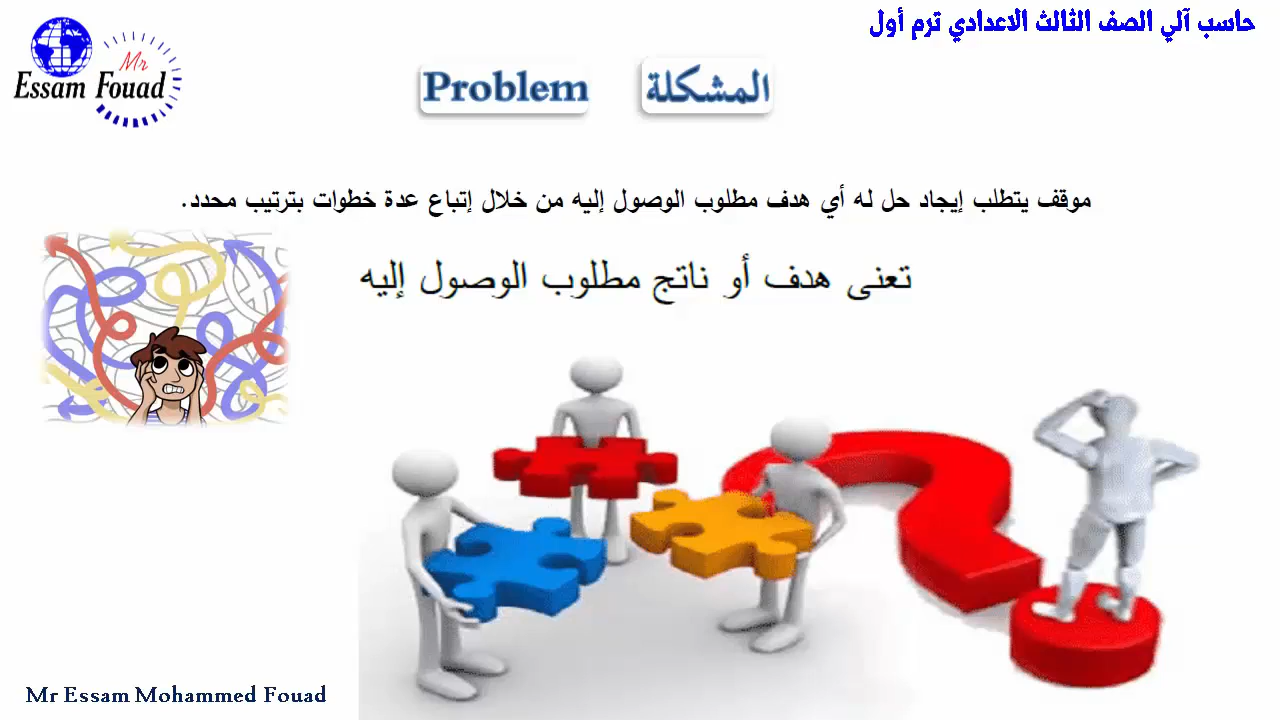 حاسب آلي الصف الثالث الاعدادي ترم أول
Mr
Essam Fouad
المشكلة
Problem
موقف يتطلب إيجاد حل له أي هدف مطلوب الوصول إليه من خلال إتباع عدة خطوات بترتيب محدد.
تعنى هدف أو ناتج مطلوب الوصول إليه
Mr Essam Mohammed Fouad